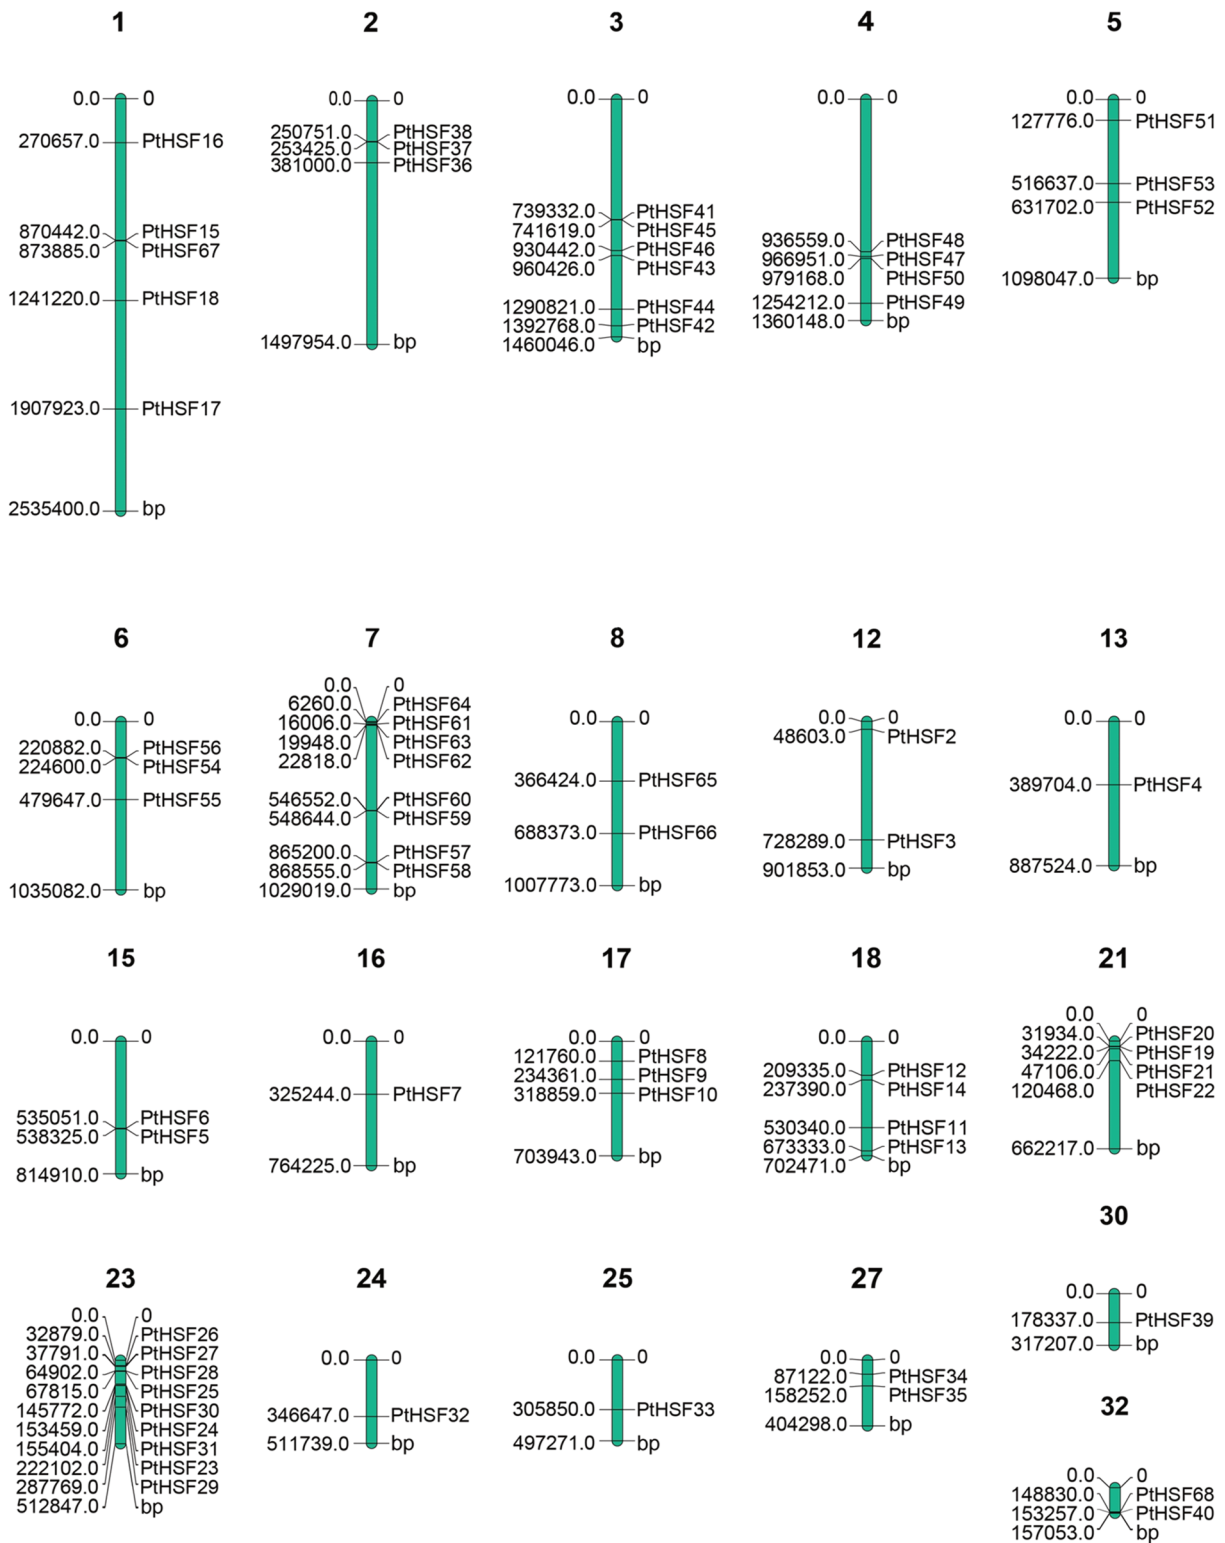 1
0.0 0
270657.0 PtHSF16
870442.0 PtHSF15
873885.0 PtHSF67
1241220.0 PtHSF18
1907923.0 PtHSF17
2535400.0 bp
2
0.0 0
250751.0 PtHSF38
253425.0 PtHSF37
381000.0 PtHSF36
1497954.0 bp
3
0.0 0
739332.0 PtHSF41
741619.0 PtHSF45
930442.0 PtHSF46
960426.0 PtHSF43
1290821.0 PtHSF44
1392768.0 PtHSF42
1460046.0 bp
4
0.0 0
936559.0 PtHSF48
966951.0 PtHSF47
979168.0 PtHSF50
1254212.0 PtHSF49
1360148.0 bp
5
0.0 0
127776.0 PtHSF51
516637.0 PtHSF53
631702.0 PtHSF52
1098047.0 bp
6
0.0 0
220882.0 PtHSF56
224600.0 PtHSF54
479647.0 PtHSF55
1035082.0 bp
7
0.0 0
6260.0 PtHSF64
16006.0 PtHSF61
19948.0 PtHSF63
22818.0 PtHSF62
546552.0 PtHSF60
548644.0 PtHSF59
865200.0 PtHSF57
868555.0 PtHSF58
1029019.0 bp
8
0.0 0
366424.0 PtHSF65
688373.0 PtHSF66
1007773.0 bp
12
0.0 0
48603.0 PtHSF2
728289.0 PtHSF3
901853.0 bp
13
0.0 0
389704.0 PtHSF4
887524.0 bp
15
0.0 0
535051.0 PtHSF6
538325.0 PtHSF5
814910.0 bp
16
0.0 0
325244.0 PtHSF7
764225.0 bp
17
0.0 0
121760.0 PtHSF8
234361.0 PtHSF9
318859.0 PtHSF10
703943.0 bp
18
0.0 0
209335.0 PtHSF12
237390.0 PtHSF14
530340.0 PtHSF11
673333.0 PtHSF13
702471.0 bp
21
0.0 0
31934.0 PtHSF20
34222.0 PtHSF19
47106.0 PtHSF21
120468.0 PtHSF22
662217.0 bp
23
0.0 0
32879.0 PtHSF26
37791.0 PtHSF27
64902.0 PtHSF28
67815.0 PtHSF25
145772.0 PtHSF30
153459.0 PtHSF24
155404.0 PtHSF31
222102.0 PtHSF23
287769.0 PtHSF29
512847.0 bp
24
0.0 0
346647.0 PtHSF32
511739.0 bp
25
0.0 0
305850.0 PtHSF33
497271.0 bp
27
0.0 0
87122.0 PtHSF34
158252.0 PtHSF35
404298.0 bp
30
0.0 0
178337.0 PtHSF39
317207.0 bp
32
0.0 0
148830.0 PtHSF68
153257.0 PtHSF40
157053.0 bp